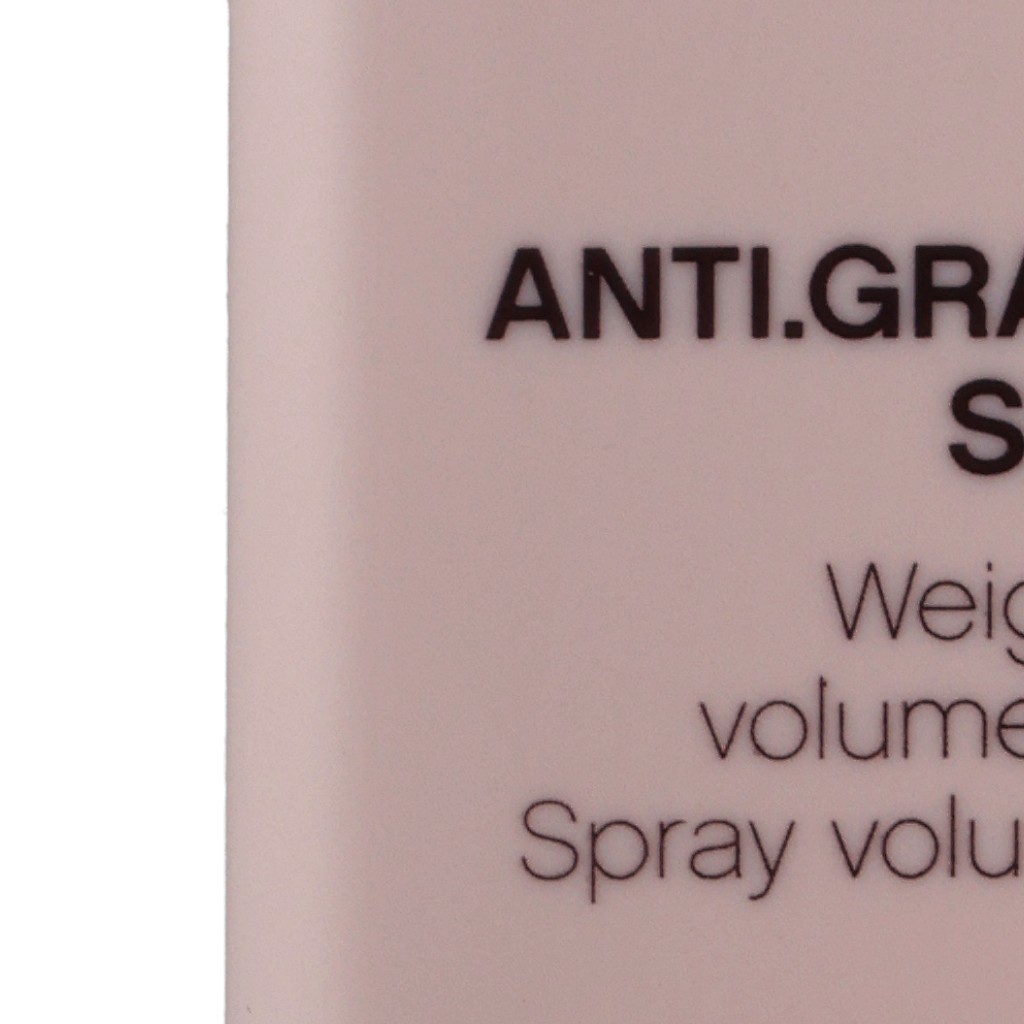 ANTI.GRA
S
Weig
volume
Spray volu